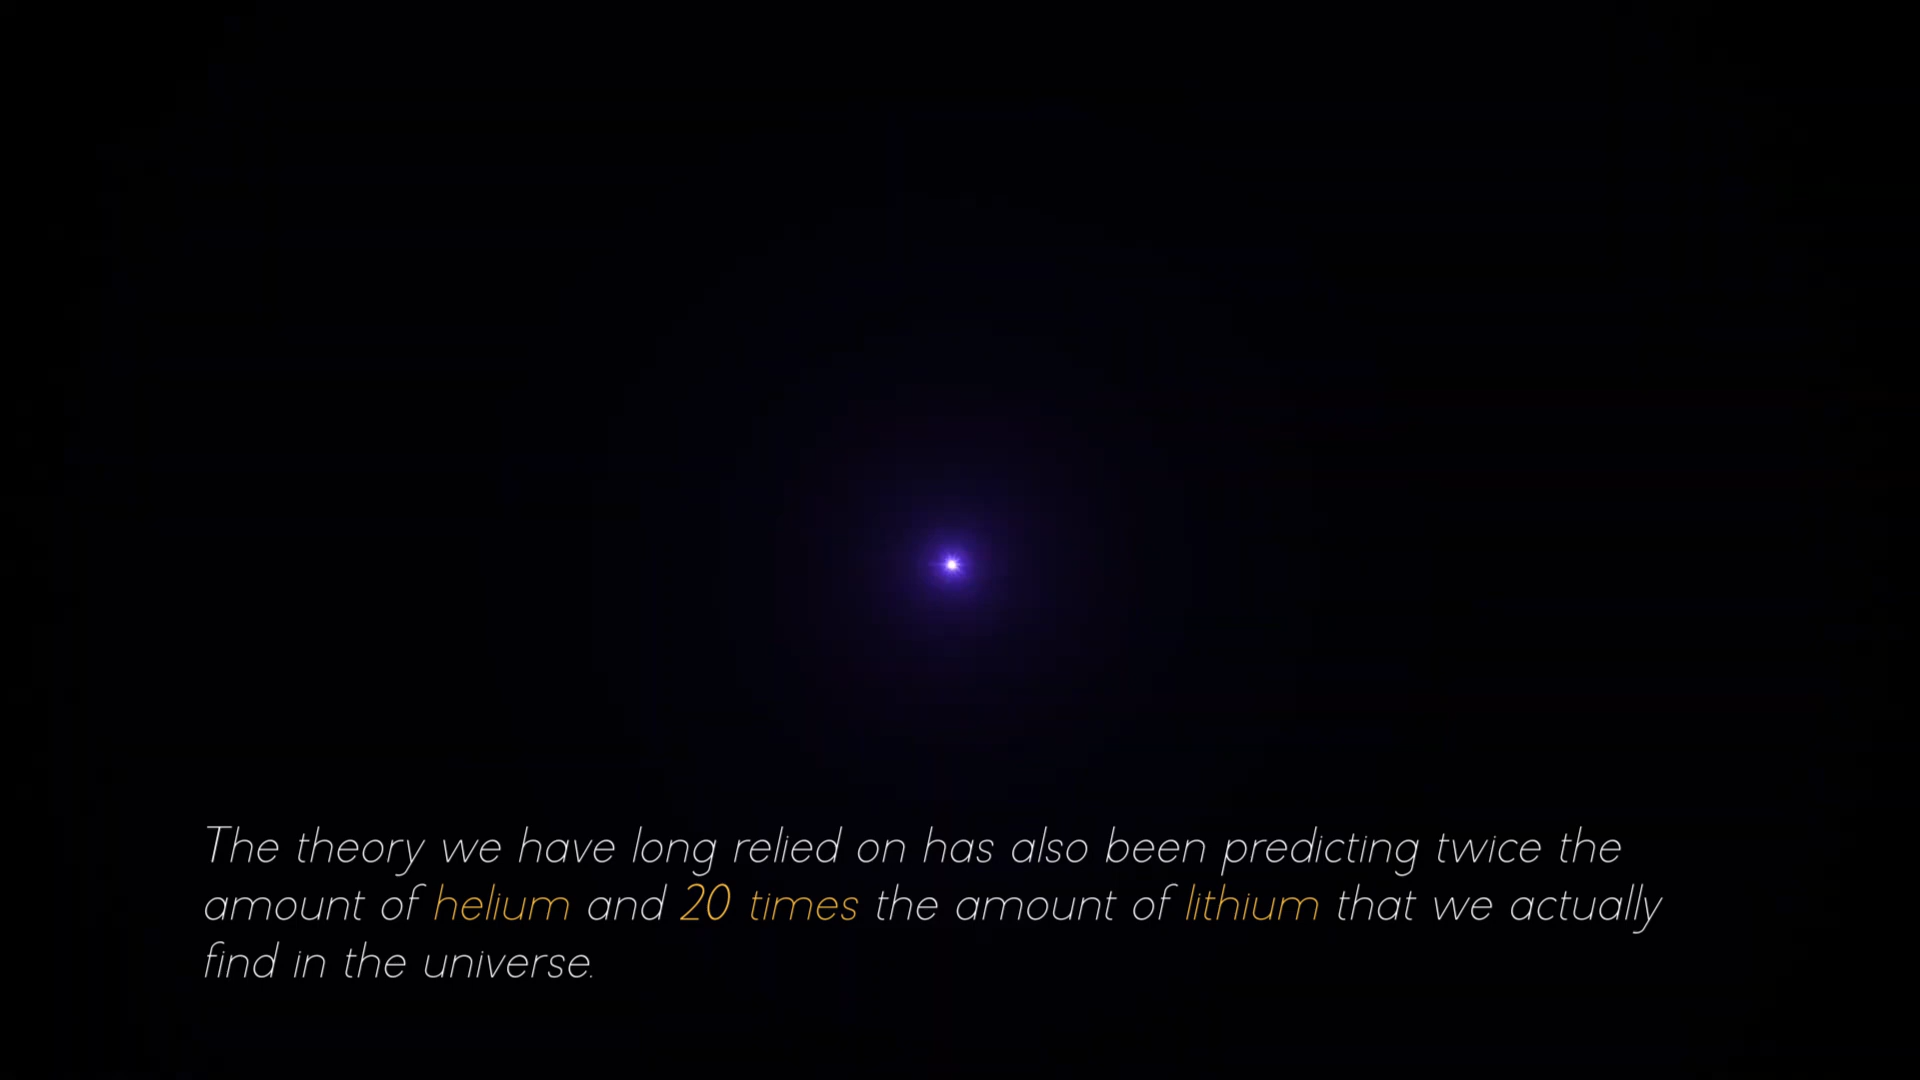 The theory we have long relied on has also been predicting twice the
amount of helium and 20 times the amount of lithium that we actually
find in the universe.